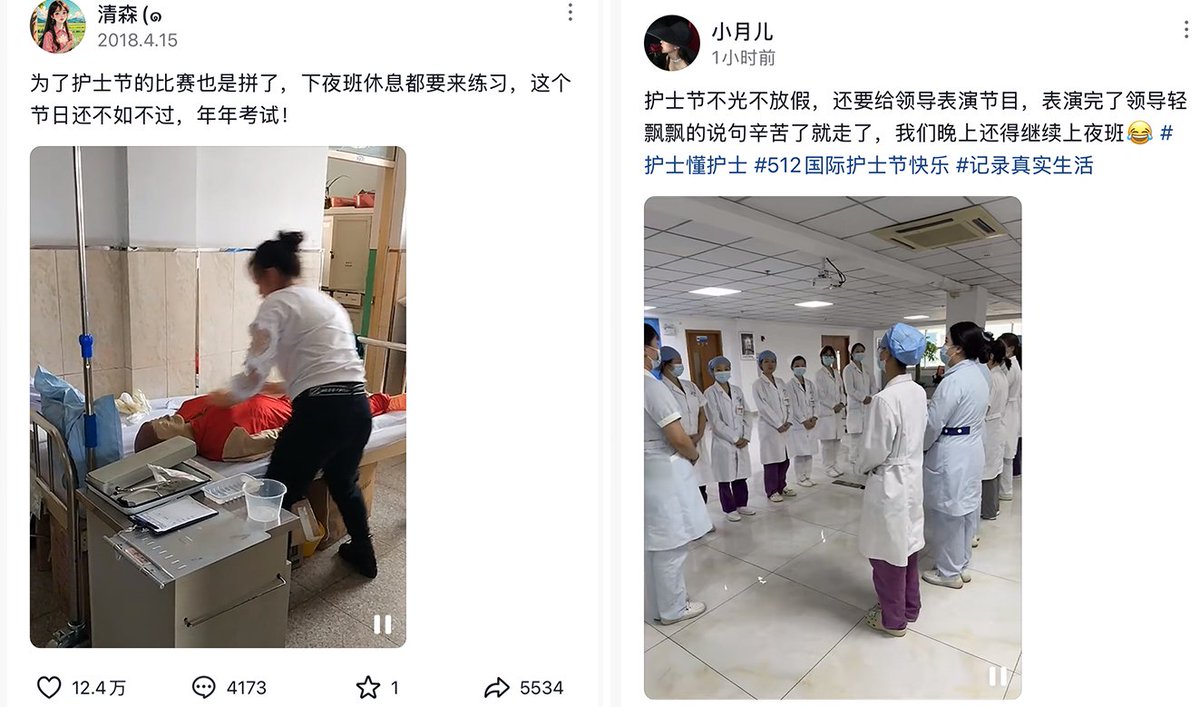 清森(๑
2018.4.15
为了护士节的比赛也是拼了，下夜班休息都要来练习，这个
节日还不如不过，年年考试！
12.4万
4173
1
5534
小月儿
1小时前
护士节不光不放假，还要给领导表演节目，表演完了领导轻
飘飘的说句辛苦了就走了，我们晚上还得继续上夜班😂 #
护士懂护士 #512国际护士节快乐 #记录真实生活